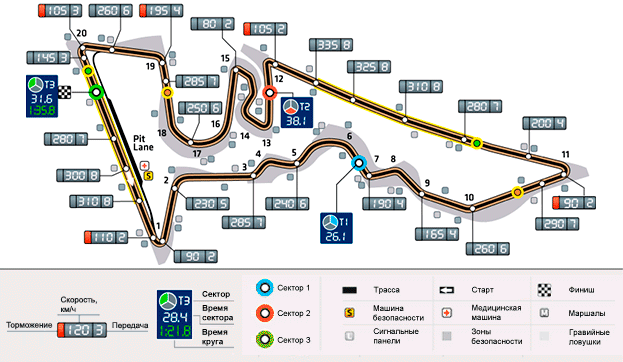 105 3
260 6
195 4
80 2
105 2
20
145 3
15
12
335 8
325 8
T3
31.6
1:35.8
19
285 7
310 8
18
250 6
16
17
T2
38.1
14
13
280 7
Pit
Lane
280 7
300 8
310 8
200 4
6
4
5
3
2
7
8
11
9
10
1
S
230 5
285 7
240 6
190 4
165 4
90 2
290 7
260 6
110 2
90 2
T1
26.1
Скорость,
км/ч
Торможение
120 3
Передача
T3
28.4
1:21.8
Сектор
Время
сектора
Время
круга
Сектор 1
Сектор 2
Сектор 3
Трасса
Старт
Финиш
S
Машина
безопасности
Медицинская
машина
Маршалы
Сигнальные
панели
Зоны
безопасности
Гравийные
ловушки